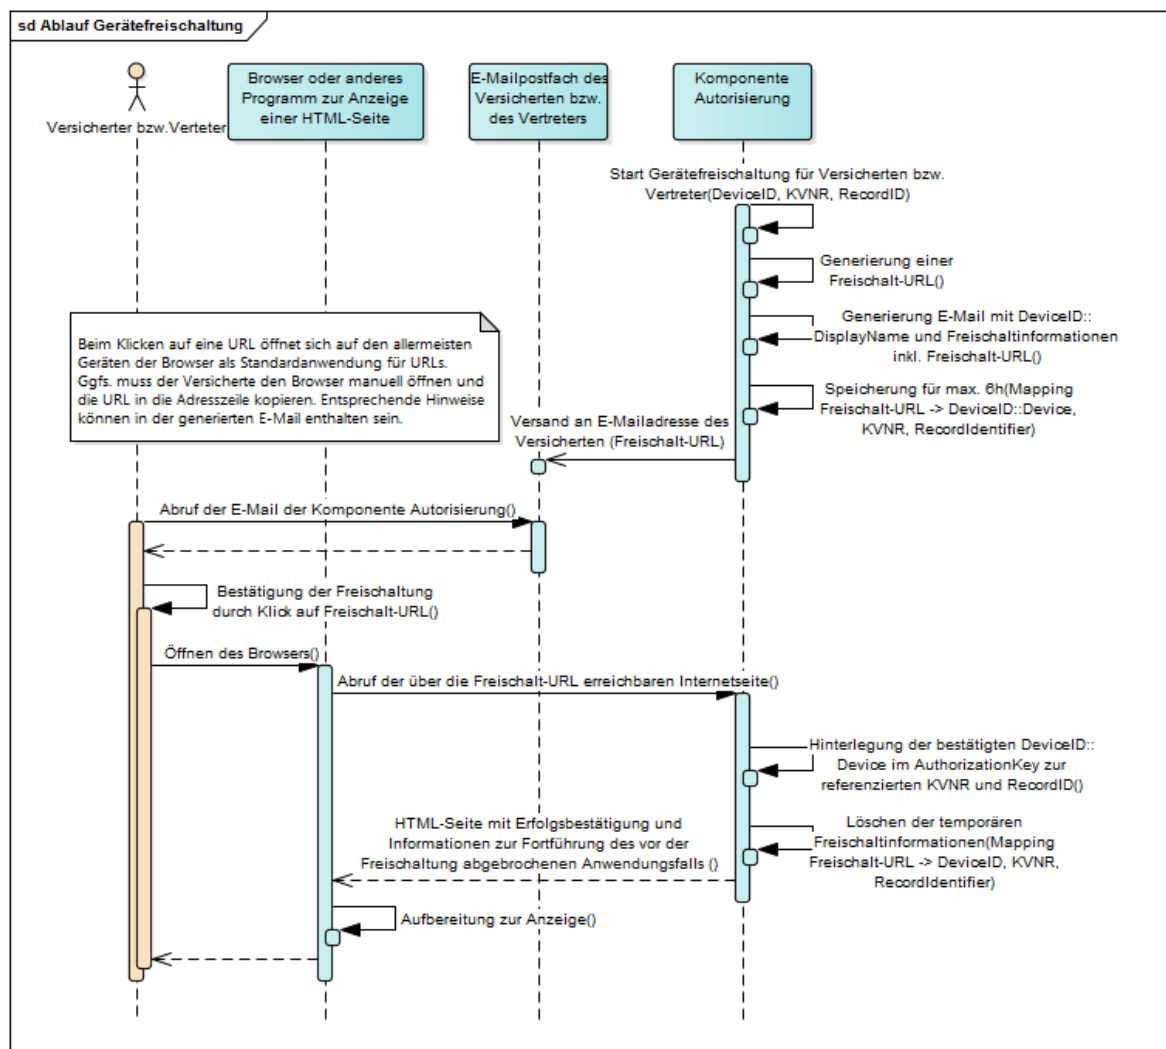 sd Ablauf Gerätefreischaltung
Versicherter bzw.Verteter
Browser oder anderes
Programm zur Anzeige
einer HTML-Seite
E-Mailpostfach des
Versicherten bzw.
des Vertreters
Komponente
Autorisierung
Start Gerätefreischaltung für Versicherten bzw.
Vertreter(DeviceID, KVNR, RecordID)
Generierung einer
Freischalt-URL()
Generierung E-Mail mit DeviceID::
DisplayName und Freischaltinformationen
inkl. Freischalt-URL()
Beim Klicken auf eine URL öffnet sich auf den allermeisten
Geräten der Browser als Standardanwendung für URLs.
Ggfs. muss der Versicherte den Browser manuell öffnen und
die URL in die Adresszeile kopieren. Entsprechende Hinweise
können in der generierten E-Mail enthalten sein.
Speicherung für max. 6h(Mapping
Freischalt-URL -> DeviceID::Device,
KVNR, RecordIdentifier)
Versand an E-Mailadresse des
Versicherten (Freischalt-URL)
Abruf der E-Mail der Komponente Autorisierung()
Bestätigung der Freischaltung
durch Klick auf Freischalt-URL()
Öffnen des Browsers()
Abruf der über die Freischalt-URL erreichbaren Internetseite()
Hinterlegung der bestätigten DeviceID::
Device im AuthorizationKey zur
referenzierten KVNR und RecordID()
Löschen der temporären
Freischaltinformationen(Mapping
Freischalt-URL -> DeviceID, KVNR,
RecordIdentifier)
HTML-Seite mit Erfolgsbestätigung und
Informationen zur Fortführung des vor der
Freischaltung abgebrochenen Anwendungsfalls ()
Aufbereitung zur Anzeige()